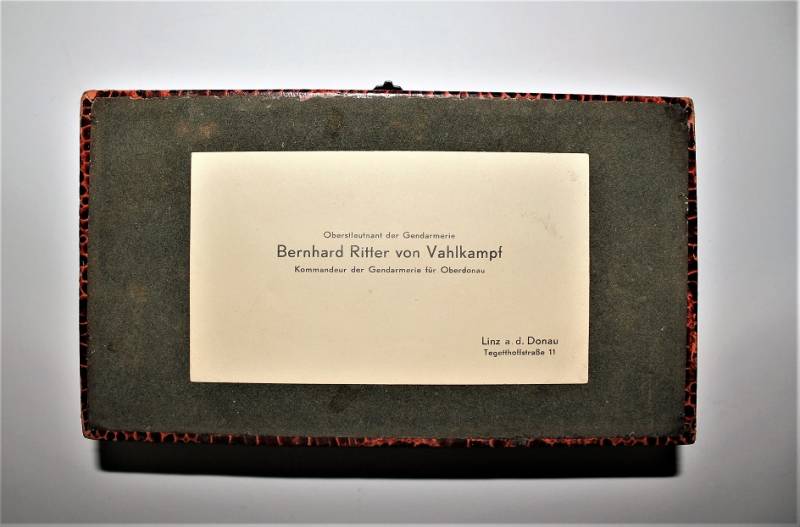 Oberstleutnant der Gendarmerie
Bernhard Ritter von Vahlkampf
Kommandeur der Gendarmerie für Oberdonau
Linz a. d. Donau
Tegetthoffstraße 11